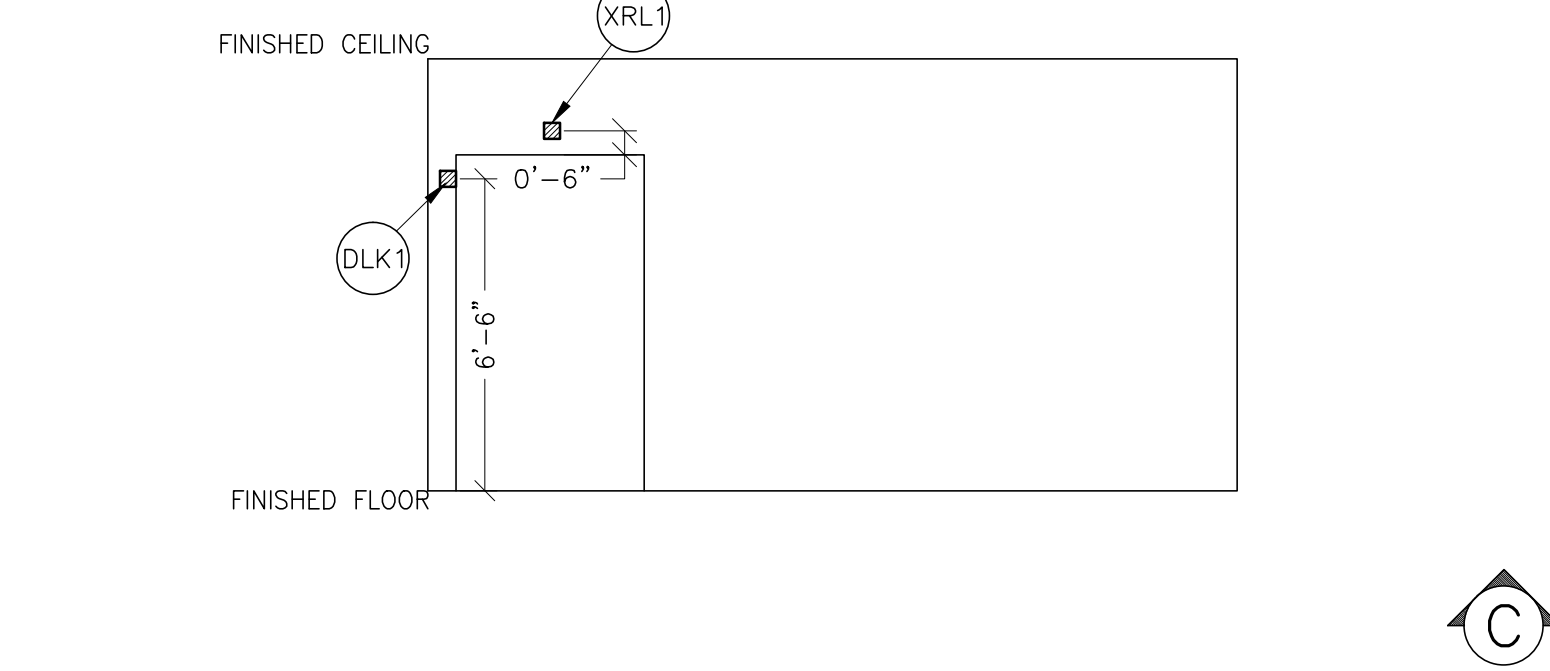 XRL1
FINISHED CEILING
0'-6"
DLK1
6'-6"
FINISHED FLOOR
C